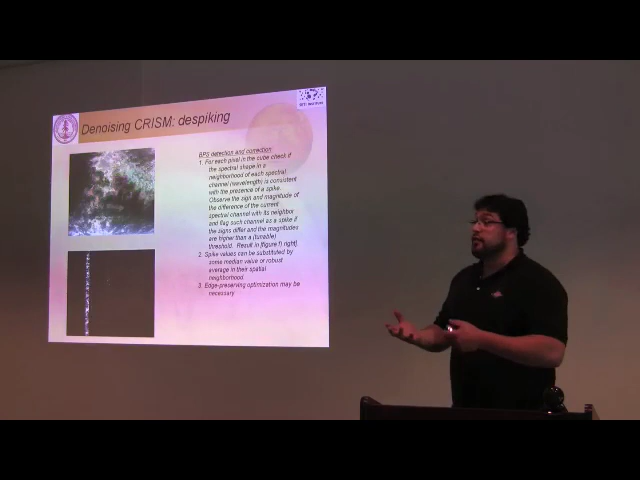 SETI Institute
Denoising CRISM: despiking
BPS detection and correction
1. For each pixel in the cube check if
the spectral shape in a
neighborhood of each spectral
channel (wavelength) is consistent
with the presence of a spike.
Observe the sign and magnitude of
the difference of the current
spectral channel with its neighbor
and flag such channel as a spike if
the signs differ and the magnitudes
are higher than a (tunable)
threshold. Result in (figure f) right)
2. Spike values can be substituted by
some median value or robust
average in their spatial
neighborhood.
3. Edge-preserving optimization may be
necessary